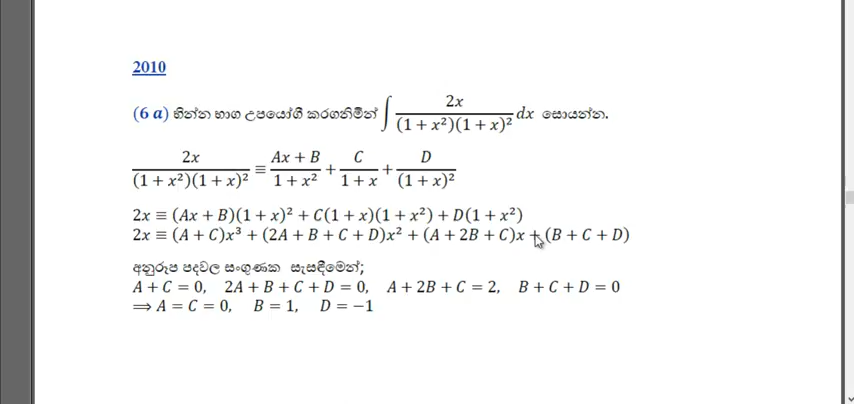 2010
(6 a) භින්න භාග උපයෝගී කරගනිමින් ∫ 2x/((1 + x²)(1 + x)²) dx සොයන්න.
2x/((1 + x²)(1 + x)²) ≡ (Ax + B)/(1 + x²) + C/(1 + x) + D/(1 + x)²
2x ≡ (Ax + B)(1 + x)² + C(1 + x)(1 + x²) + D(1 + x²)
2x ≡ (A + C)x³ + (2A + B + C + D)x² + (A + 2B + C)x + (B + C + D)
අනුරූප පදවල සංගුණක සැසඳීමෙන්;
A + C = 0, 2A + B + C + D = 0, A + 2B + C = 2, B + C + D = 0
⟹ A = C = 0, B = 1, D = −1